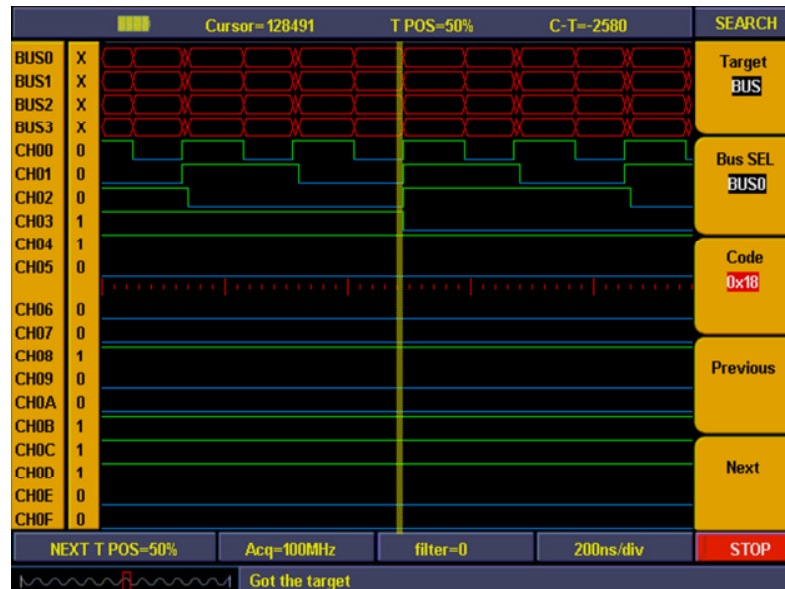 Cursor=128491 T POS=50% C-T=-2580 SEARCH
BUS0 X
BUS1 X
BUS2 X
BUS3 X
CH00 0
CH01 0
CH02 0
CH03 1
CH04 1
CH05 0
CH06 0
CH07 0
CH08 1
CH09 0
CH0A 0
CH0B 1
CH0C 1
CH0D 1
CH0E 0
CH0F 0
Target
BUS
Bus SEL
BUS0
Code
0x18
Previous
Next
NEXT T POS=50% Acq=100MHz filter=0 200ns/div STOP
Got the target